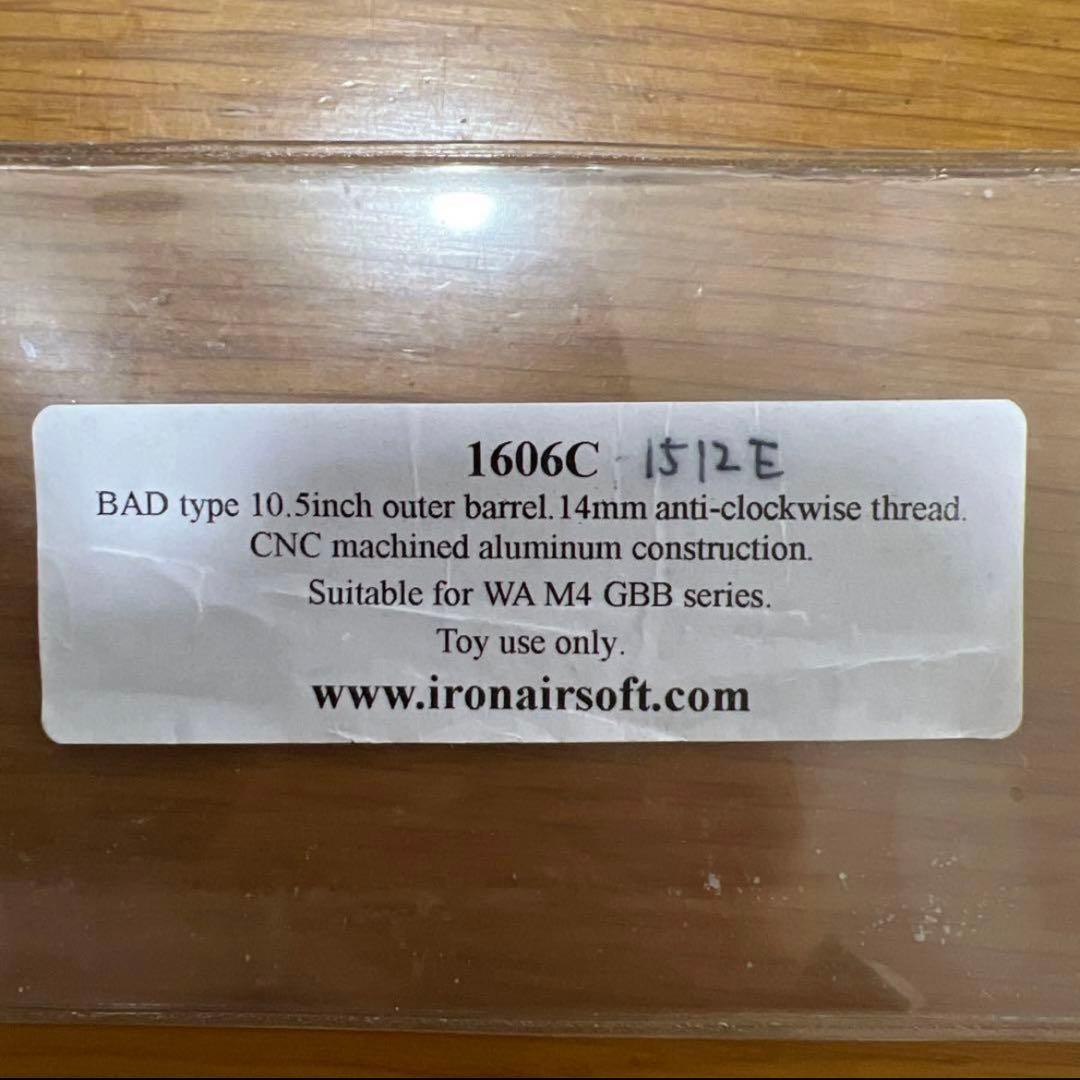 1606C 1512E
BAD type 10.5inch outer barrel.14mm anti-clockwise thread.
CNC machined aluminum construction.
Suitable for WA M4 GBB series.
Toy use only.
www.ironairsoft.com